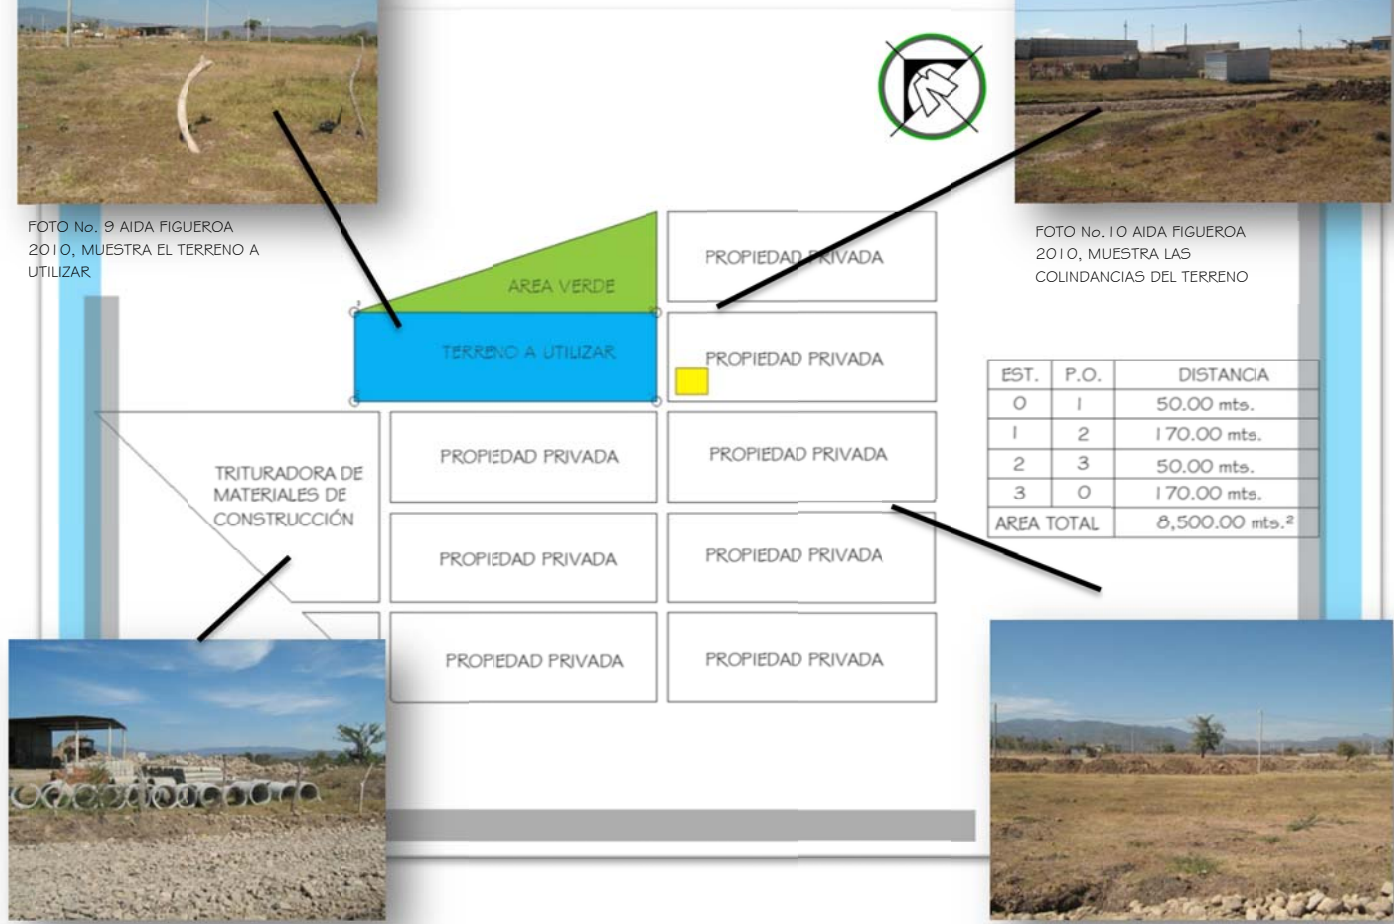 FOTO No. 9 AIDA FIGUEROA
2010, MUESTRA EL TERRENO A
UTILIZAR
FOTO No. 10 AIDA FIGUEROA
2010, MUESTRA LAS
COLINDANCIAS DEL TERRENO
AREA VERDE
PROPIEDAD PRIVADA
TERRENO A UTILIZAR
PROPIEDAD PRIVADA
EST. P.O. DISTANCIA
0 1 50.00 mts.
1 2 170.00 mts.
2 3 50.00 mts.
3 0 170.00 mts.
AREA TOTAL 8,500.00 mts.²
TRITURADORA DE
MATERIALES DE
CONSTRUCCIÓN
PROPIEDAD PRIVADA
PROPIEDAD PRIVADA
PROPIEDAD PRIVADA
PROPIEDAD PRIVADA
PROPIEDAD PRIVADA
PROPIEDAD PRIVADA